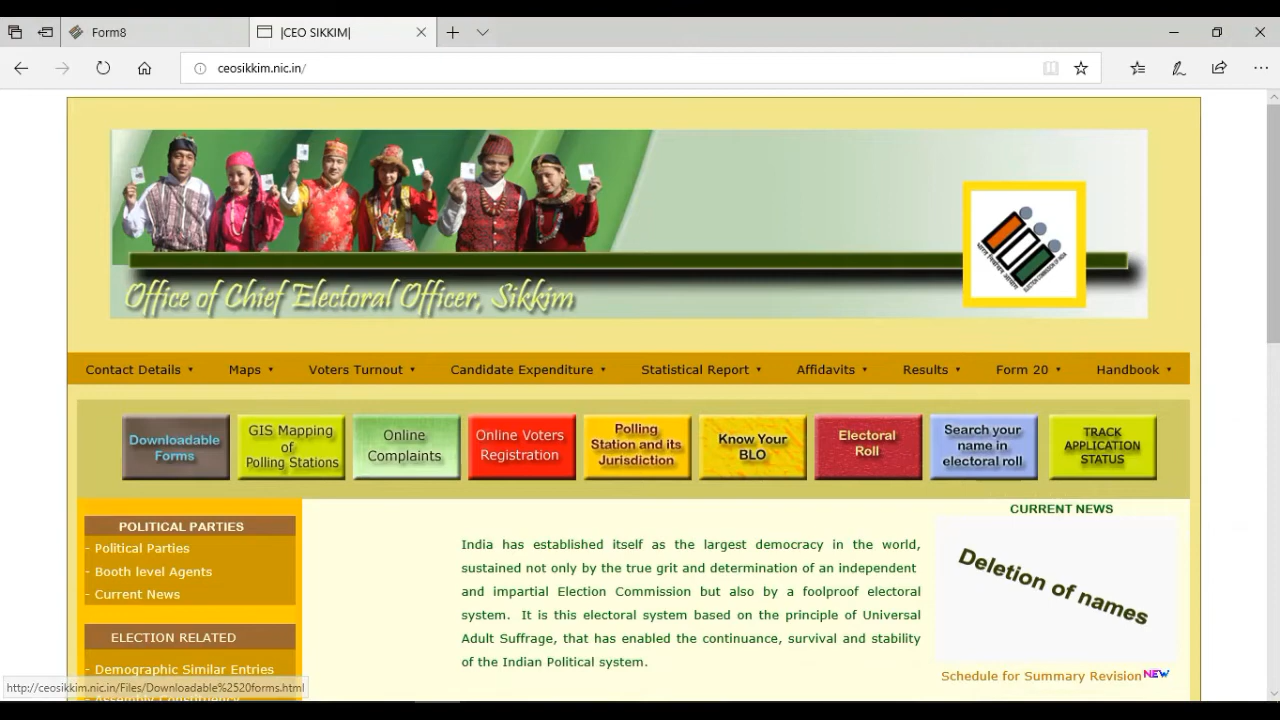 Form8
|CEO SIKKIM|
ceosikkim.nic.in/
Office of Chief Electoral Officer, Sikkim
Contact Details
Maps
Voters Turnout
Candidate Expenditure
Statistical Report
Affidavits
Results
Form 20
Handbook
Downloadable
Forms
GIS Mapping
of
Polling Stations
Online
Complaints
Online Voters
Registration
Polling
Station and its
Jurisdiction
Know Your
BLO
Electoral
Roll
Search your
name in
electoral roll
TRACK
APPLICATION
STATUS
POLITICAL PARTIES
- Political Parties
- Booth level Agents
- Current News
ELECTION RELATED
- Demographic Similar Entries
http://ceosikkim.nic.in/Files/Downloadable%2520forms.html
India has established itself as the largest democracy in the world,
sustained not only by the true grit and determination of an independent
and impartial Election Commission but also by a foolproof electoral
system. It is this electoral system based on the principle of Universal
Adult Suffrage, that has enabled the continuance, survival and stability
of the Indian Political system.
CURRENT NEWS
Deletion of names
Schedule for Summary Revision NEW